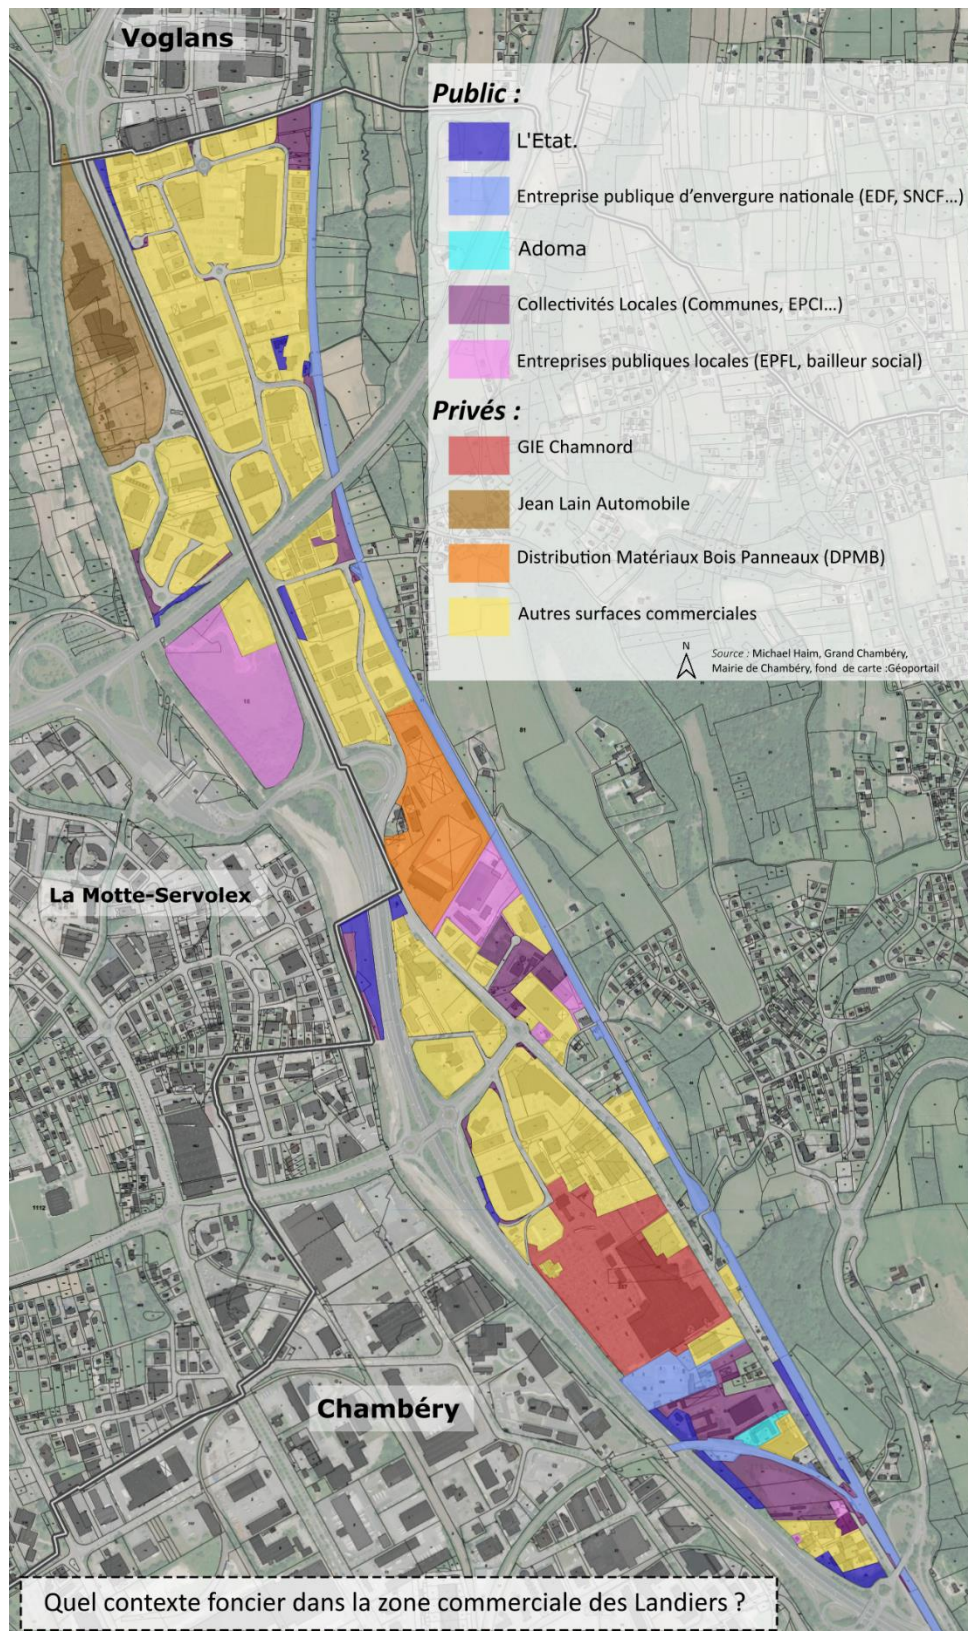 Voglans
Public :
L'Etat.
Entreprise publique d'envergure nationale (EDF, SNCF...)
Adoma
Collectivités Locales (Communes, EPCI...)
Entreprises publiques locales (EPFL, bailleur social)
Privés :
GIE Chamnord
Jean Lain Automobile
Distribution Matériaux Bois Panneaux (DPMB)
Autres surfaces commerciales
N
Source : Michael Haim, Grand Chambéry,
Mairie de Chambéry, fond de carte :Géoportail
La Motte-Servolex
1112
Chambéry
Quel contexte foncier dans la zone commerciale des Landiers ?